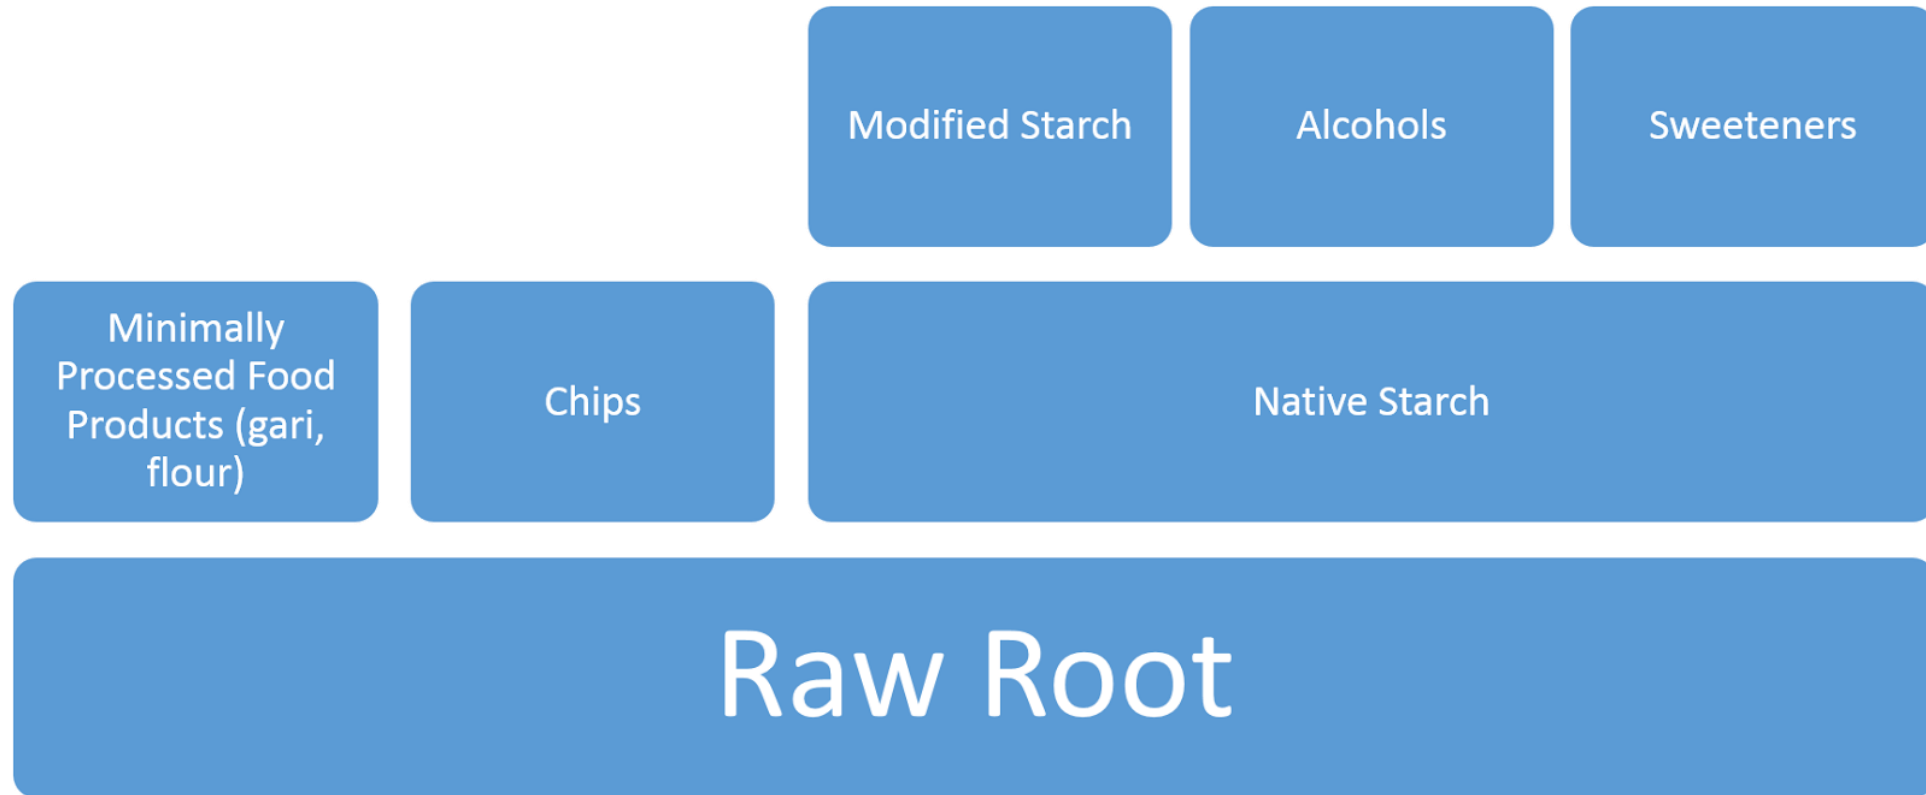 Modified Starch
Alcohols
Sweeteners
Minimally
Processed Food
Products (gari,
flour)
Chips
Native Starch
Raw Root